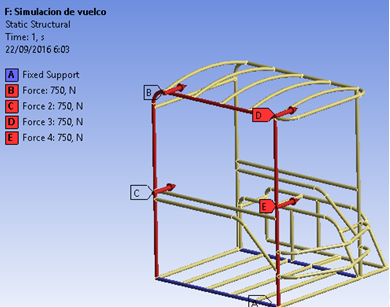 F: Simulacion de vuelco
Static Structural
Time: 1, s
22/09/2016 6:03
A Fixed Support
B Force: 750, N
C Force 2: 750, N
D Force 3: 750, N
E Force 4: 750, N
B
D
C
E
A